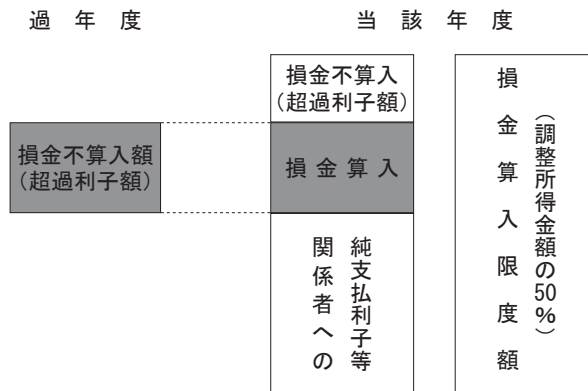 過年度
当該年度
損金不算入額
(超過利子額)
損金不算入
(超過利子額)
損金算入
関係者への
純支払利子等
損金算入限度額
(調整所得金額の50%)